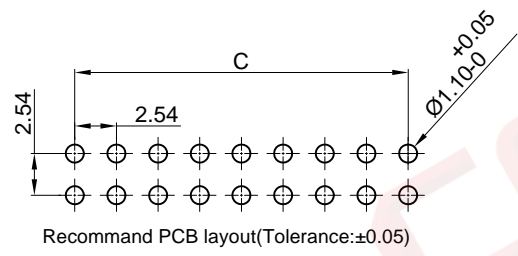 +0.05
C
Ø1.10-0
2.54
2.54
Recommand PCB layout(Tolerance:±0.05)